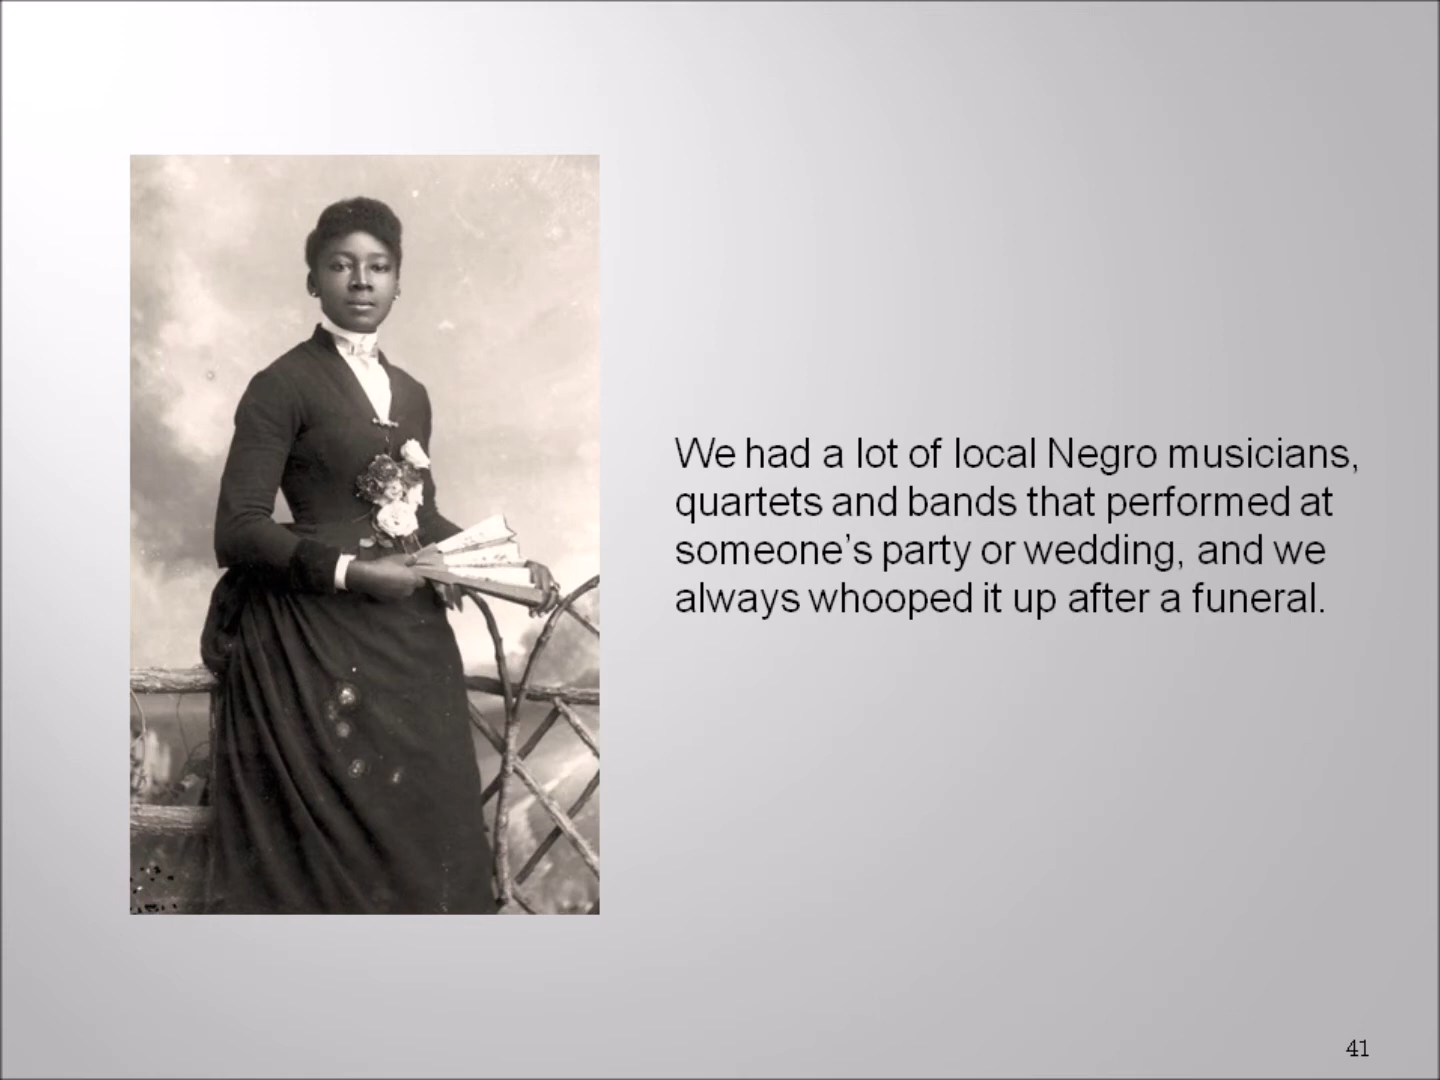 We had a lot of local Negro musicians,
quartets and bands that performed at
someone’s party or wedding, and we
always whooped it up after a funeral.
41